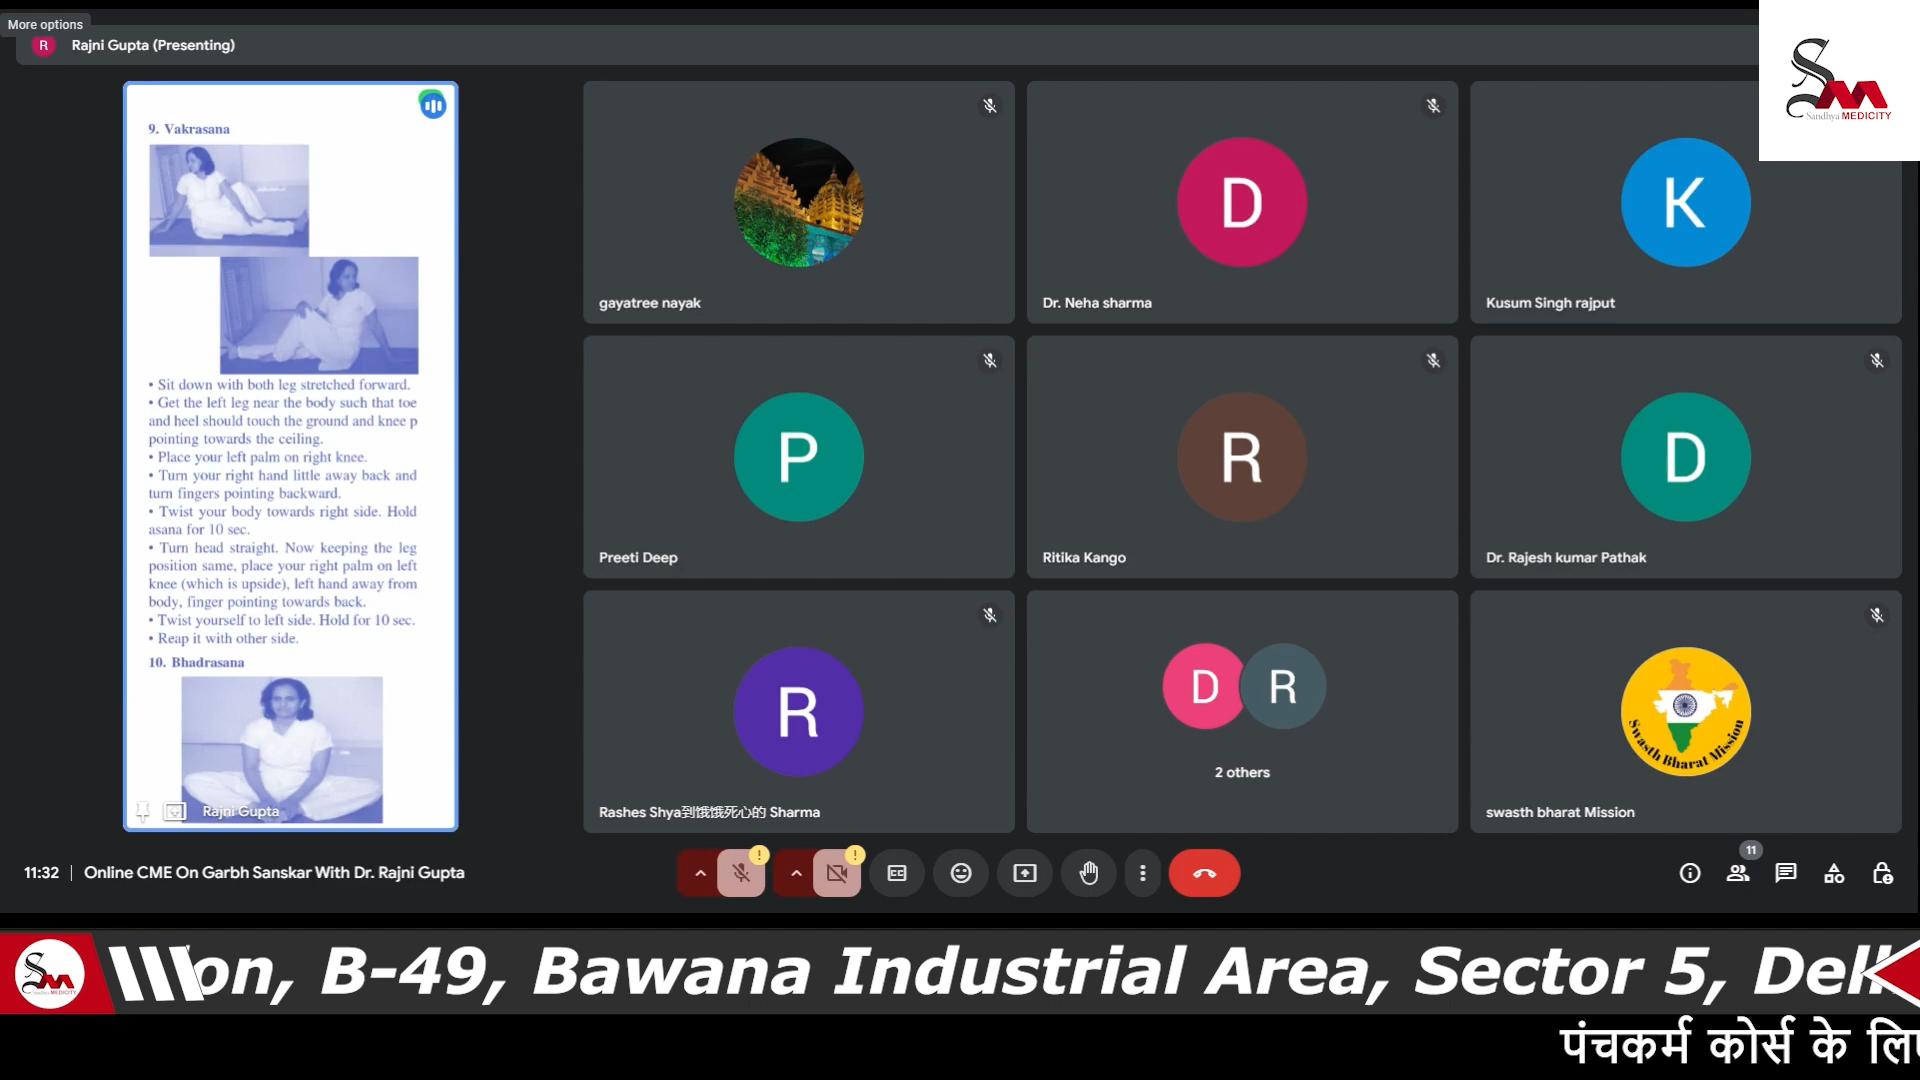 More options
R Rajni Gupta (Presenting)
Sandhya MEDICITY
9. Vakrasana
• Sit down with both leg stretched forward.
• Get the left leg near the body such that toe
and heel should touch the ground and knee p
pointing towards the ceiling.
• Place your left palm on right knee.
• Turn your right hand little away back and
turn fingers pointing backward.
• Twist your body towards right side. Hold
asana for 10 sec.
• Turn head straight. Now keeping the leg
position same, place your right palm on left
knee (which is upside), left hand away from
body, finger pointing towards back.
• Twist yourself to left side. Hold for 10 sec.
• Reap it with other side.
10. Bhadrasana
Rajni Gupta
gayatree nayak
D
Dr. Neha sharma
K
Kusum Singh rajput
P
Preeti Deep
R
Ritika Kango
D
Dr. Rajesh kumar Pathak
R
Rashes Shya到饿饿死心的 Sharma
D R
2 others
Swasth Bharat Mission
swasth bharat Mission
11:32 | Online CME On Garbh Sanskar With Dr. Rajni Gupta
11
on, B-49, Bawana Industrial Area, Sector 5, Del
पंचकर्म कोर्स के